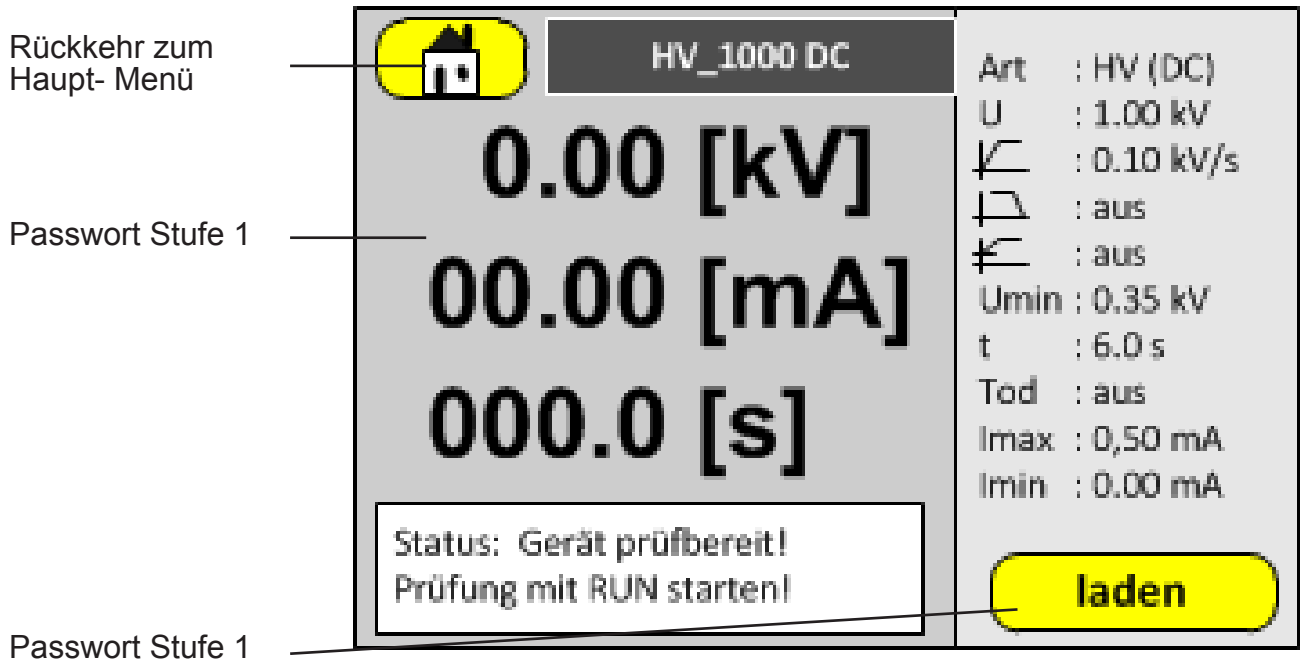 Rückkehr zum
Haupt- Menü
Passwort Stufe 1
Passwort Stufe 1
HV_1000 DC
0.00 [kV]
00.00 [mA]
000.0 [s]
Status: Gerät prüfbereit!
Prüfung mit RUN starten!
Art : HV (DC)
U : 1.00 kV
: 0.10 kV/s
: aus
: aus
Umin : 0.35 kV
t : 6.0 s
Tod : aus
Imax : 0,50 mA
Imin : 0.00 mA
laden